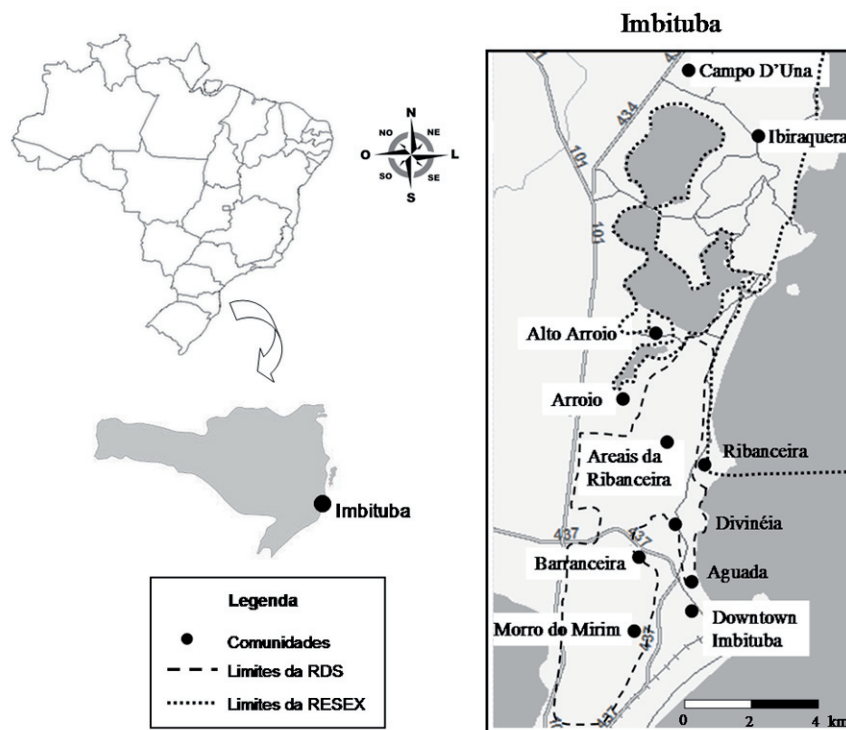 Imbituba
N
NO
NE
O
L
SO
SE
S
Imbituba
Legenda
Comunidades
Limites da RDS
Limites da RESEX
Campo D'Una
434
Ibiraquera
101
101
Alto Arroio
Arroio
Areais da
Ribanceira
Ribanceira
437
437
Divinéia
Barranceira
Aguada
Morro do Mirim
437
Downtown
Imbituba
437
0 2 4 km